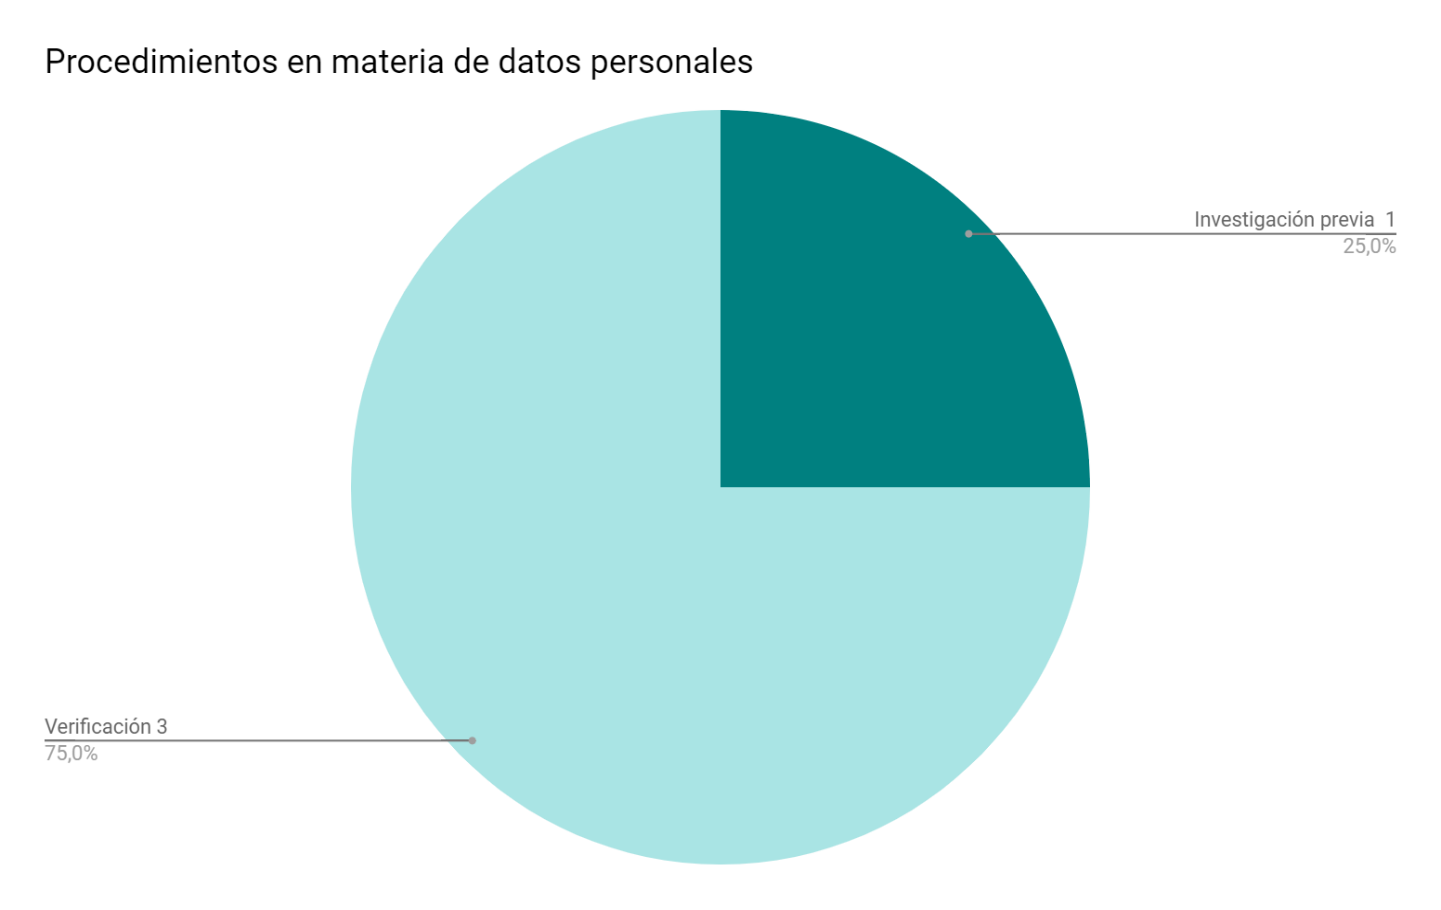 Procedimientos en materia de datos personales
Investigación previa  1
25,0%
Verificación 3
75,0%